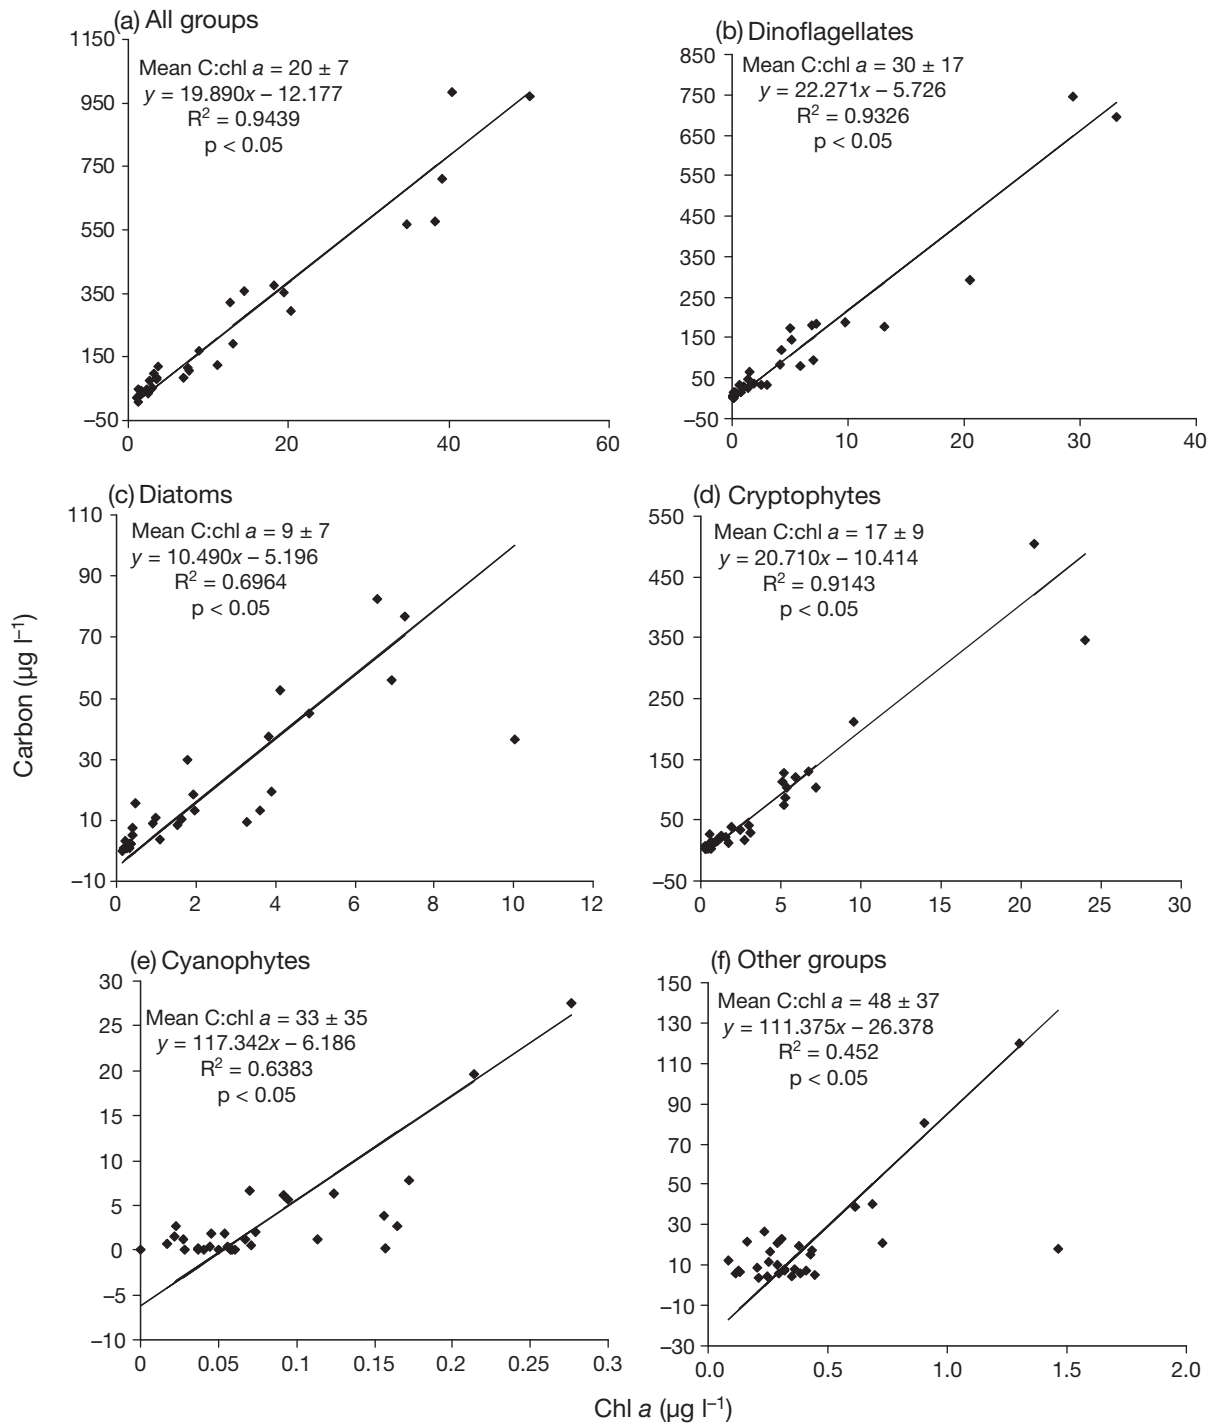 (a) All groups
1150
950
750
550
350
150
–50
0
20
40
60
Mean C:chl a = 20 ± 7
y = 19.890x – 12.177
R² = 0.9439
p < 0.05
(b) Dinoflagellates
850
750
650
550
450
350
250
150
50
–50
0
10
20
30
40
Mean C:chl a = 30 ± 17
y = 22.271x – 5.726
R² = 0.9326
p < 0.05
(c) Diatoms
110
90
70
50
30
10
–10
0
2
4
6
8
10
12
Mean C:chl a = 9 ± 7
y = 10.490x – 5.196
R² = 0.6964
p < 0.05
(d) Cryptophytes
550
450
350
250
150
50
–50
0
5
10
15
20
25
30
Mean C:chl a = 17 ± 9
y = 20.710x – 10.414
R² = 0.9143
p < 0.05
(e) Cyanophytes
30
25
20
15
10
5
0
–5
–10
0
0.05
0.1
0.15
0.2
0.25
0.3
Mean C:chl a = 33 ± 35
y = 117.342x – 6.186
R² = 0.6383
p < 0.05
(f) Other groups
150
130
110
90
70
50
30
10
–10
–30
0.0
0.5
1.0
1.5
2.0
Mean C:chl a = 48 ± 37
y = 111.375x – 26.378
R² = 0.452
p < 0.05
Carbon (µg l⁻¹)
Chl a (µg l⁻¹)